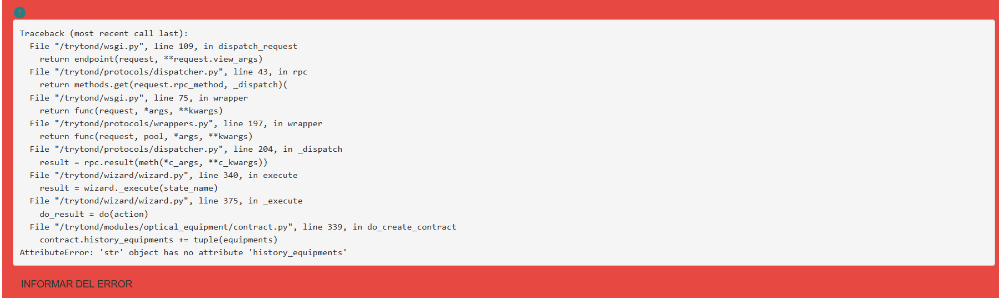 Traceback (most recent call last):
  File "/trytond/wsgi.py", line 109, in dispatch_request
    return endpoint(request, **request.view_args)
  File "/trytond/protocols/dispatcher.py", line 43, in rpc
    return methods.get(request.rpc_method, _dispatch)(
  File "/trytond/wsgi.py", line 75, in wrapper
    return func(request, *args, **kwargs)
  File "/trytond/protocols/wrappers.py", line 197, in wrapper
    return func(request, pool, *args, **kwargs)
  File "/trytond/protocols/dispatcher.py", line 204, in _dispatch
    result = rpc.result(meth(*c_args, **c_kwargs))
  File "/trytond/wizard/wizard.py", line 340, in execute
    result = wizard._execute(state_name)
  File "/trytond/wizard/wizard.py", line 375, in _execute
    do_result = do(action)
  File "/trytond/modules/optical_equipment/contract.py", line 339, in do_create_contract
    contract.history_equipments += tuple(equipments)
AttributeError: 'str' object has no attribute 'history_equipments'
INFORMAR DEL ERROR